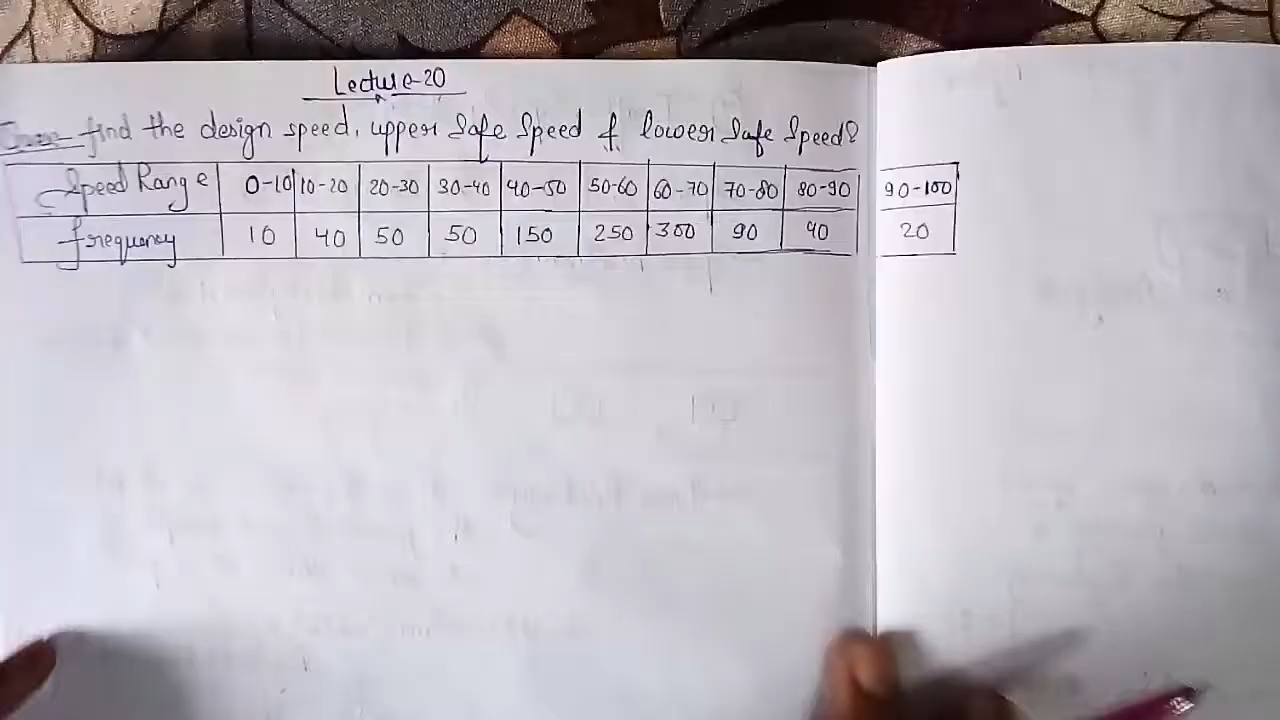 Lecture-20
find the design speed, upper Safe Speed & lower Safe Speed?
Speed Range 0-10 10-20 20-30 30-40 40-50 50-60 60-70 70-80 80-90 90-100
frequency 10 40 50 50 150 250 300 90 90 20